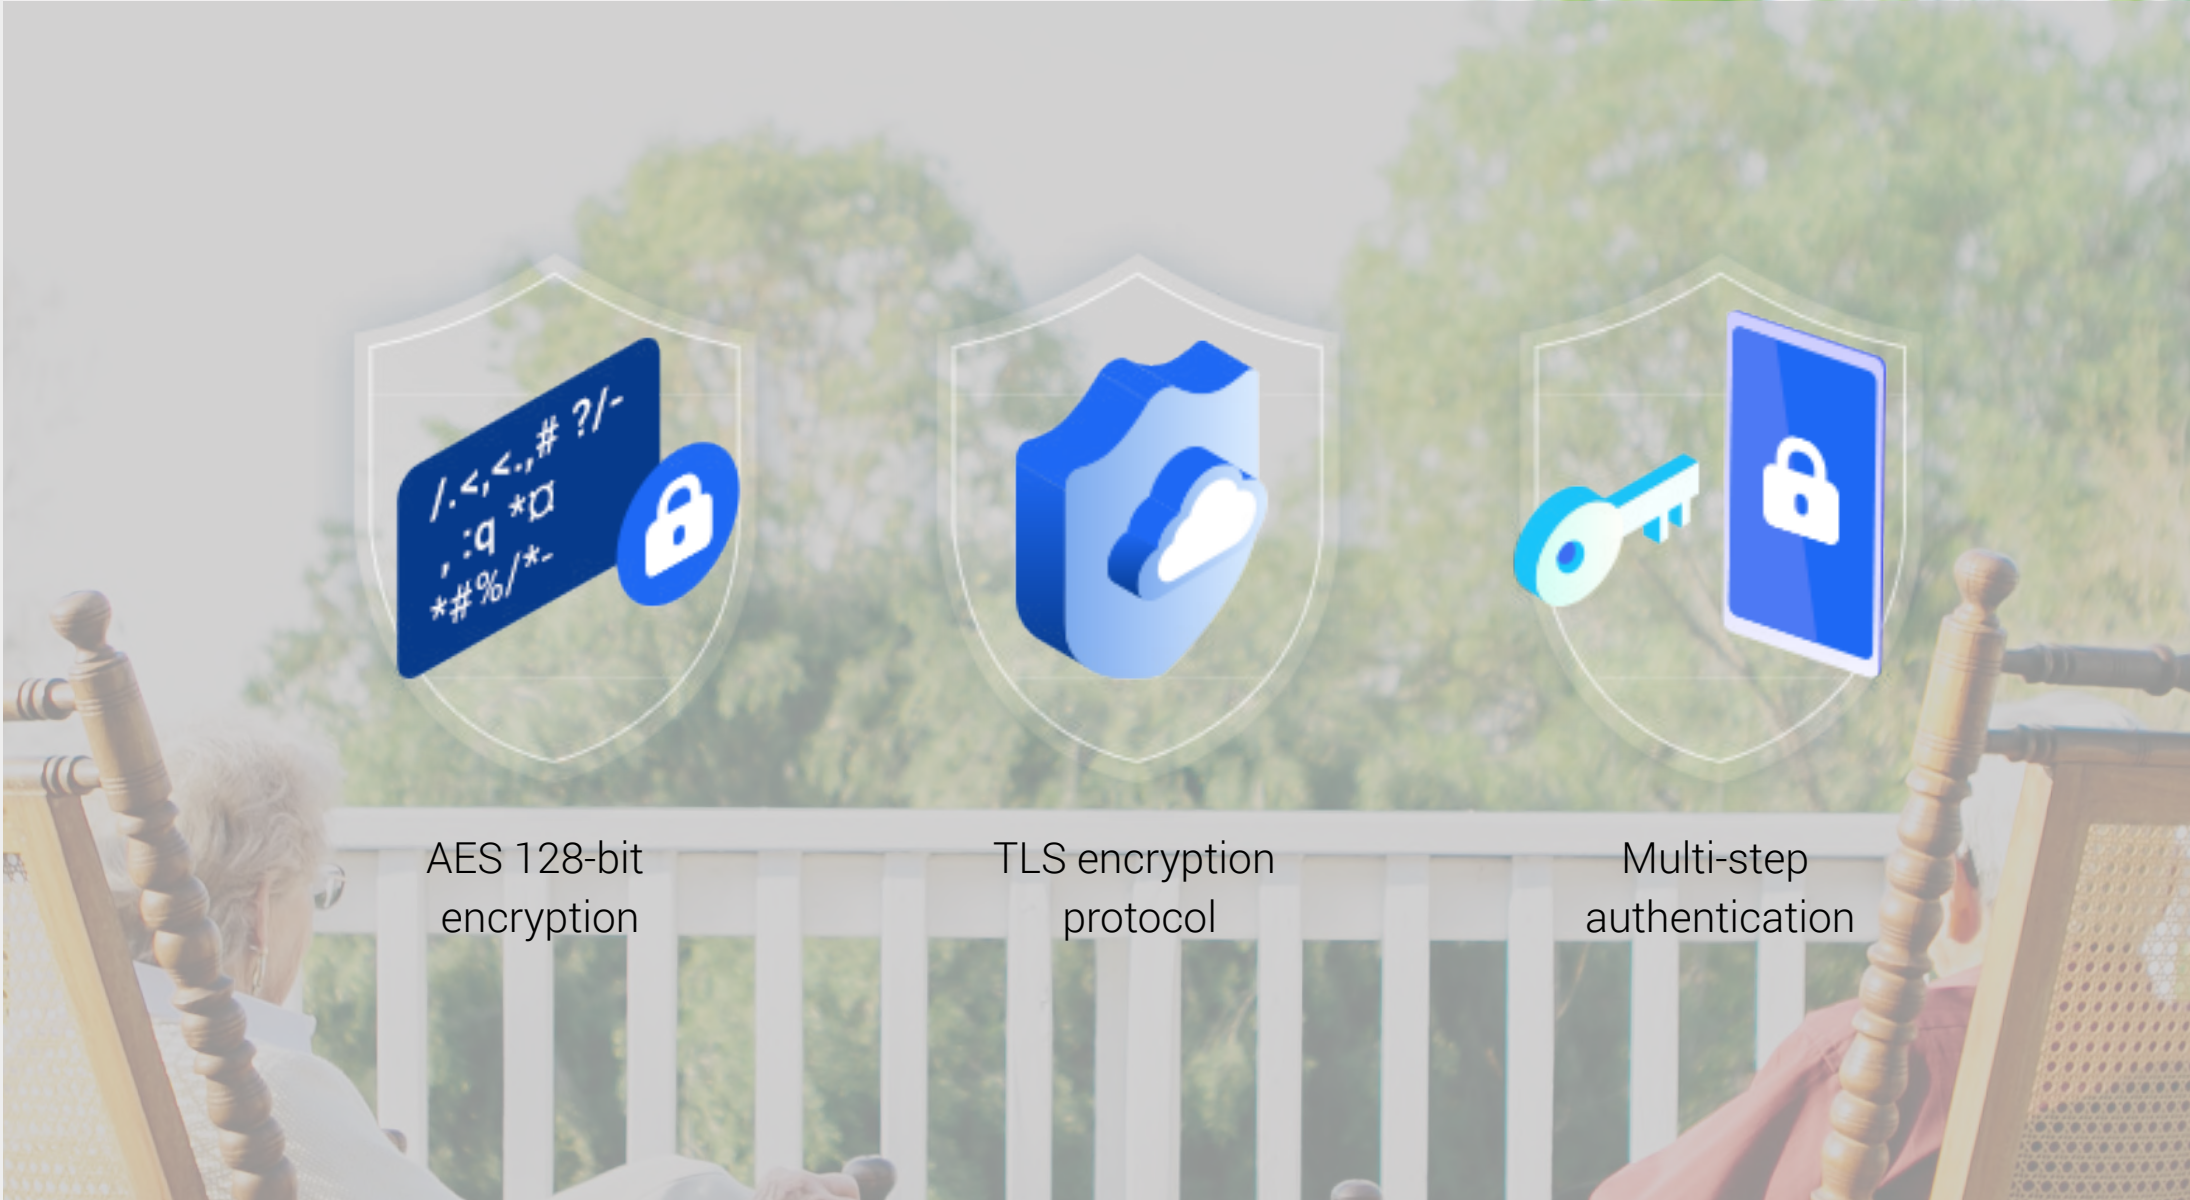 /.<,<.,# ?/-
, :q *¤
*#%/*-
AES 128-bit
encryption
TLS encryption
protocol
Multi-step
authentication